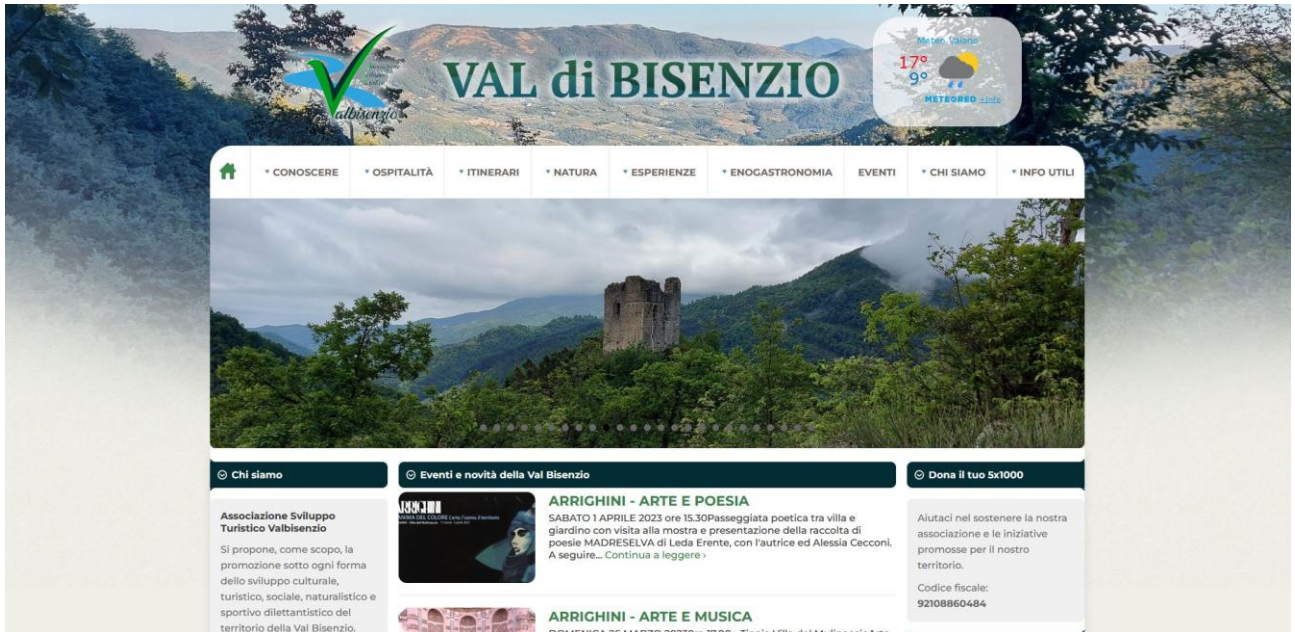 VAL di BISENZIO
Valbisenzio
Meteo Vaiano
17°
9°
METEORED +Info
CONOSCERE
OSPITALITÀ
ITINERARI
NATURA
ESPERIENZE
ENOGASTRONOMIA
EVENTI
CHI SIAMO
INFO UTILI
Chi siamo
Associazione Sviluppo
Turistico Valbisenzio
Si propone, come scopo, la
promozione sotto ogni forma
dello sviluppo culturale,
turistico, sociale, naturalistico e
sportivo dilettantistico del
territorio della Val Bisenzio.
Eventi e novità della Val Bisenzio
ARRIGHINI - ARTE E POESIA
SABATO 1 APRILE 2023 ore 15.30Passeggiata poetica tra villa e
giardino con visita alla mostra e presentazione della raccolta di
poesie MADRESELVA di Leda Erente, con l'autrice ed Alessia Cecconi.
A seguire... Continua a leggere ›
ARRIGHINI - ARTE E MUSICA
Dona il tuo 5x1000
Aiutaci nel sostenere la nostra
associazione e le iniziative
promosse per il nostro
territorio.
Codice fiscale:
92108860484